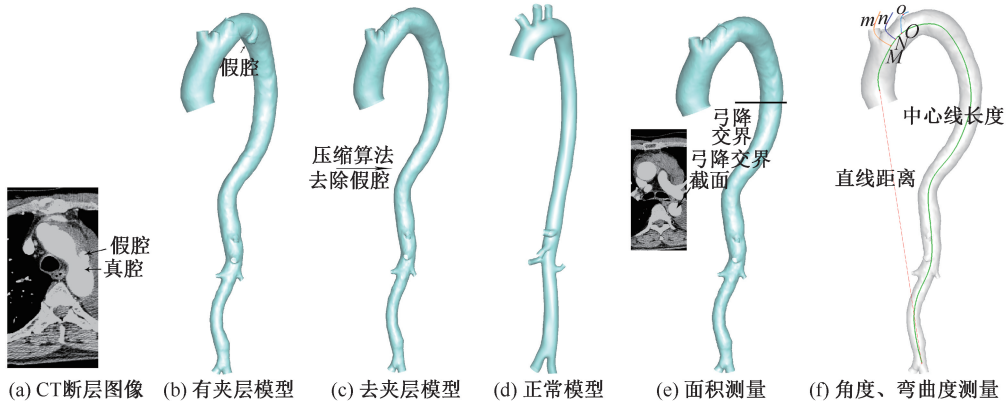 m n o
M N O
假腔
弓降
交界
中心线长度
压缩算法
去除假腔
弓降交界
截面
直线距离
假腔
真腔
(a) CT断层图像 (b) 有夹层模型 (c) 去夹层模型 (d) 正常模型 (e) 面积测量 (f) 角度、弯曲度测量